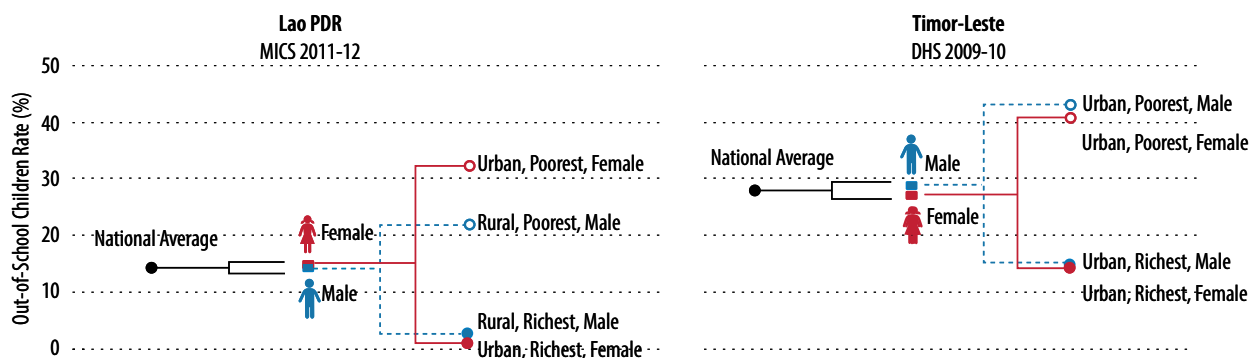 Lao PDR
MICS 2011-12
Out-of-School Children Rate (%)
50
40
30
20
10
0
National Average
Female
Male
Urban, Poorest, Female
Rural, Poorest, Male
Rural, Richest, Male
Urban, Richest, Female
Timor-Leste
DHS 2009-10
National Average
Male
Female
Urban, Poorest, Male
Urban, Poorest, Female
Urban, Richest, Male
Urban; Richest, Female